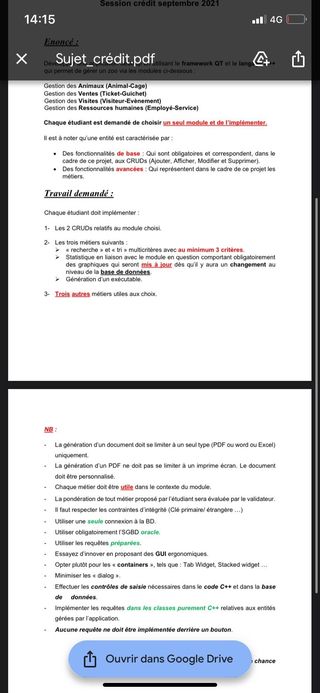 Session crédit septembre 2021
14:15
4G
Enoncé :
Sujet_crédit.pdf
utilisant le framework QT et le
qui permet de gérer un zoo via les modules ci-dessous :
Gestion des Animaux (Animal-Cage)
Gestion des Ventes (Ticket-Guichet)
Gestion des Visites (Visiteur-Evènement)
Gestion des Ressources humaines (Employé-Service)
Chaque étudiant est demandé de choisir un seul module et de l'implémenter.
Il est à noter qu'une entité est caractérisée par :
• Des fonctionnalités de base : Qui sont obligatoires et correspondent, dans le
cadre de ce projet, aux CRUDs (Ajouter, Afficher, Modifier et Supprimer).
• Des fonctionnalités avancées : Qui représentent dans le cadre de ce projet les
métiers.
Travail demandé :
Chaque étudiant doit implémenter :
1- Les 2 CRUDs relatifs au module choisi.
2- Les trois métiers suivants :
➢ « recherche » et « tri » multicritères avec au minimum 3 critères.
➢ Statistique en liaison avec le module en question comportant obligatoirement
des graphiques qui seront mis à jour dès qu'il y aura un changement au
niveau de la base de données.
➢ Génération d'un exécutable.
3- Trois autres métiers utiles aux choix.
NB :
- La génération d'un document doit se limiter à un seul type (PDF ou word ou Excel)
uniquement.
- La génération d'un PDF ne doit pas se limiter à un imprime écran. Le document
doit être personnalisé.
- Chaque métier doit être utile dans le contexte du module.
- La pondération de tout métier proposé par l'étudiant sera évaluée par le validateur.
- Il faut respecter les contraintes d'intégrité (Clé primaire/ étrangère …)
- Utiliser une seule connexion à la BD.
- Utiliser obligatoirement l'SGBD oracle.
- Utiliser les requêtes préparées.
- Essayez d'innover en proposant des GUI ergonomiques.
- Opter plutôt pour les « containers », tels que : Tab Widget, Stacked widget …
- Minimiser les « dialog ».
- Effectuer les contrôles de saisie nécessaires dans le code C++ et dans la base
de données.
- Implémenter les requêtes dans les classes purement C++ relatives aux entités
gérées par l'application.
- Aucune requête ne doit être implémentée derrière un bouton.
Ouvrir dans Google Drive
chance